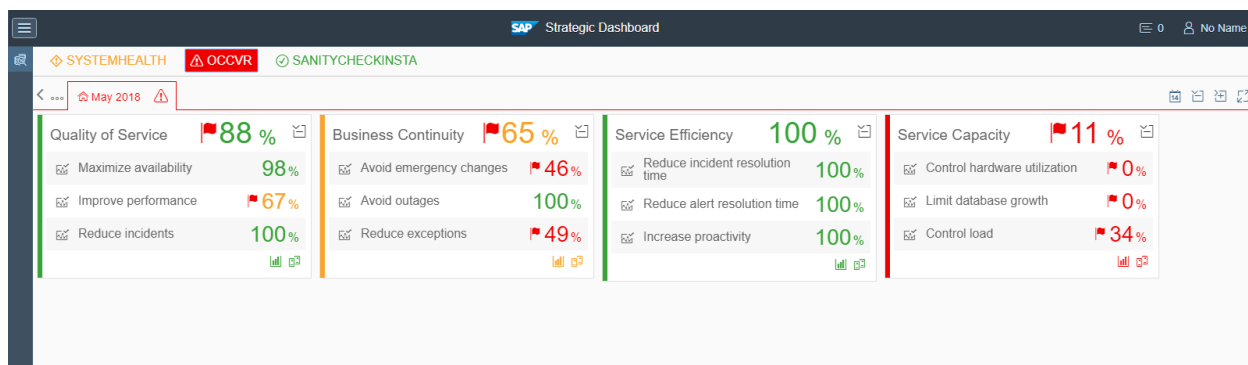 SAP Strategic Dashboard
0 No Name
SYSTEMHEALTH OCCVR SANITYCHECKINSTA
May 2018
14
Quality of Service 88 %
Maximize availability 98%
Improve performance 67%
Reduce incidents 100%
Business Continuity 65 %
Avoid emergency changes 46%
Avoid outages 100%
Reduce exceptions 49%
Service Efficiency 100 %
Reduce incident resolution
time 100%
Reduce alert resolution time 100%
Increase proactivity 100%
Service Capacity 11 %
Control hardware utilization 0%
Limit database growth 0%
Control load 34%